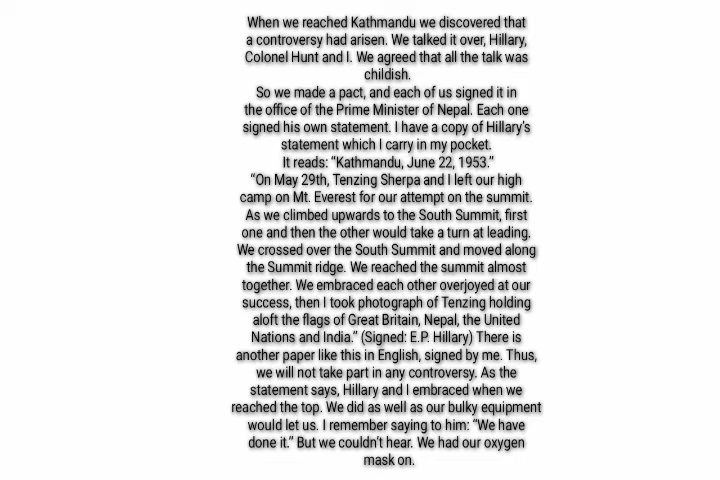 When we reached Kathmandu we discovered that
a controversy had arisen. We talked it over, Hillary,
Colonel Hunt and I. We agreed that all the talk was
childish.
So we made a pact, and each of us signed it in
the office of the Prime Minister of Nepal. Each one
signed his own statement. I have a copy of Hillary's
statement which I carry in my pocket.
It reads: “Kathmandu, June 22, 1953.”
“On May 29th, Tenzing Sherpa and I left our high
camp on Mt. Everest for our attempt on the summit.
As we climbed upwards to the South Summit, first
one and then the other would take a turn at leading.
We crossed over the South Summit and moved along
the Summit ridge. We reached the summit almost
together. We embraced each other overjoyed at our
success, then I took photograph of Tenzing holding
aloft the flags of Great Britain, Nepal, the United
Nations and India.” (Signed: E.P. Hillary) There is
another paper like this in English, signed by me. Thus,
we will not take part in any controversy. As the
statement says, Hillary and I embraced when we
reached the top. We did as well as our bulky equipment
would let us. I remember saying to him: “We have
done it.” But we couldn't hear. We had our oxygen
mask on.